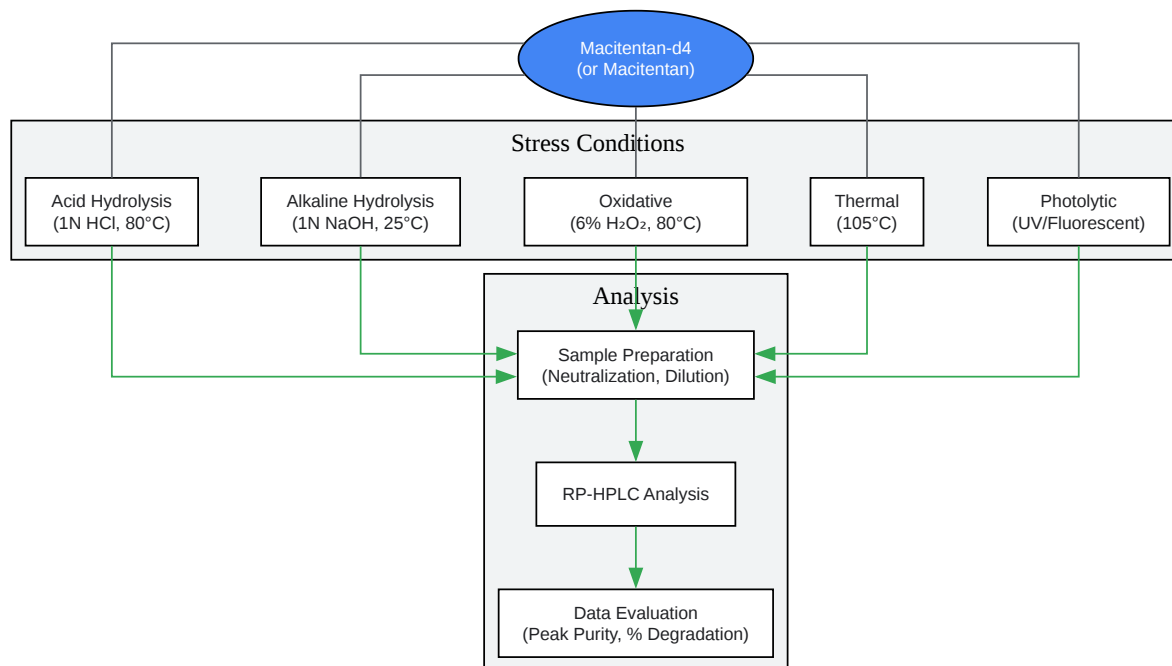 Macitentan-d4
(or Macitentan)
Stress Conditions
Acid Hydrolysis
(1N HCl, 80°C)
Alkaline Hydrolysis
(1N NaOH, 25°C)
Oxidative
(6% H₂O₂, 80°C)
Thermal
(105°C)
Photolytic
(UV/Fluorescent)
Analysis
Sample Preparation
(Neutralization, Dilution)
RP-HPLC Analysis
Data Evaluation
(Peak Purity, % Degradation)